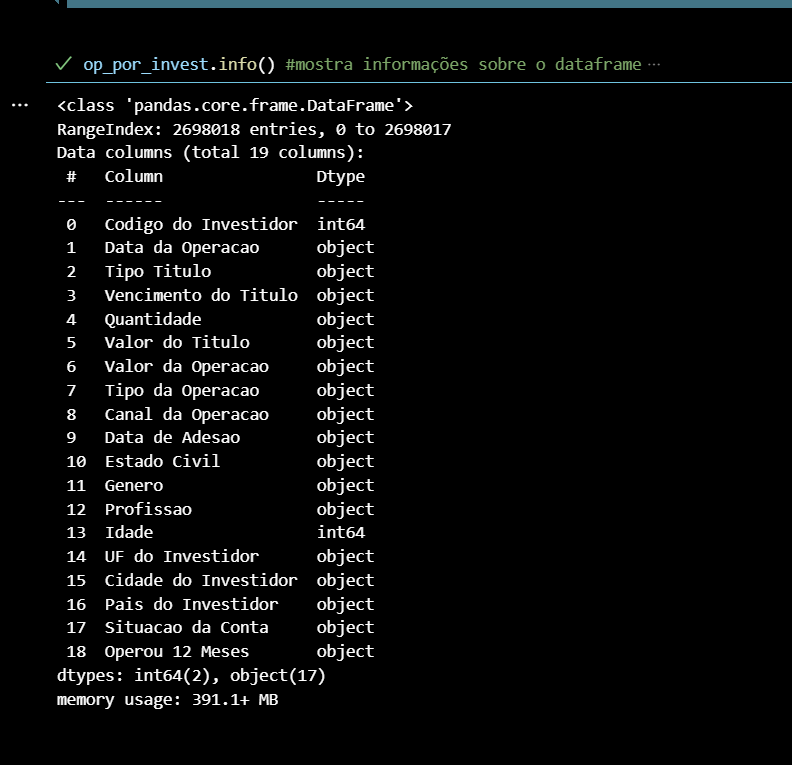 ✓ op_por_invest.info() #mostra informações sobre o dataframe ···
··· <class 'pandas.core.frame.DataFrame'>
RangeIndex: 2698018 entries, 0 to 2698017
Data columns (total 19 columns):
 #   Column                Dtype
---  ------                -----
 0   Codigo do Investidor  int64
 1   Data da Operacao      object
 2   Tipo Titulo           object
 3   Vencimento do Titulo  object
 4   Quantidade            object
 5   Valor do Titulo       object
 6   Valor da Operacao     object
 7   Tipo da Operacao      object
 8   Canal da Operacao     object
 9   Data de Adesao        object
 10  Estado Civil          object
 11  Genero                object
 12  Profissao             object
 13  Idade                 int64
 14  UF do Investidor      object
 15  Cidade do Investidor  object
 16  Pais do Investidor    object
 17  Situacao da Conta     object
 18  Operou 12 Meses       object
dtypes: int64(2), object(17)
memory usage: 391.1+ MB